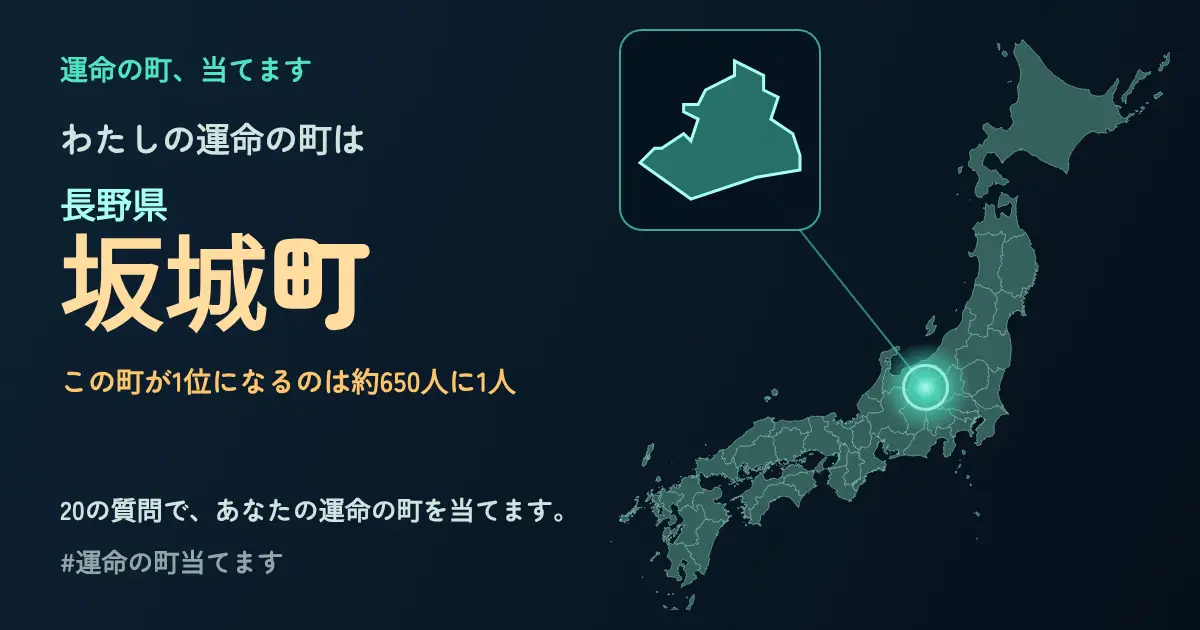 運命の町、当てます
わたしの運命の町は
長野県
坂城町
この町が1位になるのは約650人に1人
20の質問で、あなたの運命の町を当てます。
#運命の町当てます